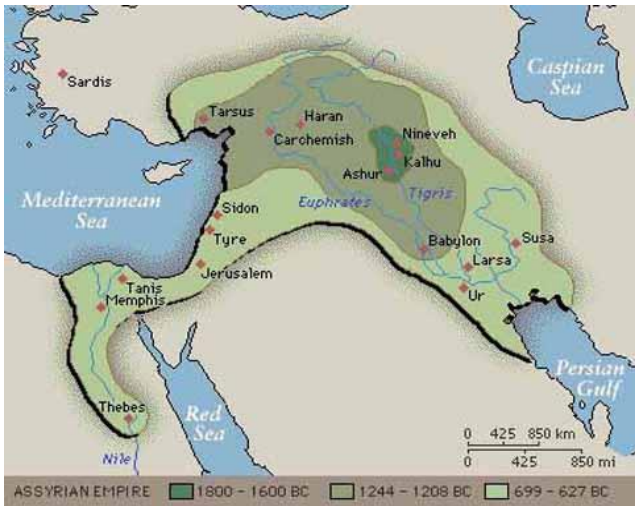 Caspian
Sea
Sardis
Tarsus
Haran
Carchemish
Nineveh
Kalhu
Ashur
Tigris
Euphrates
Mediterranean
Sea
Sidon
Tyre
Babylon
Susa
Larsa
Jerusalem
Ur
Tanis
Memphis
Persian
Gulf
Thebes
Red
Sea
Nile
0 425 850 km
0 425 850 mi
ASSYRIAN EMPIRE 1800 - 1600 BC 1244 - 1208 BC 699 - 627 BC